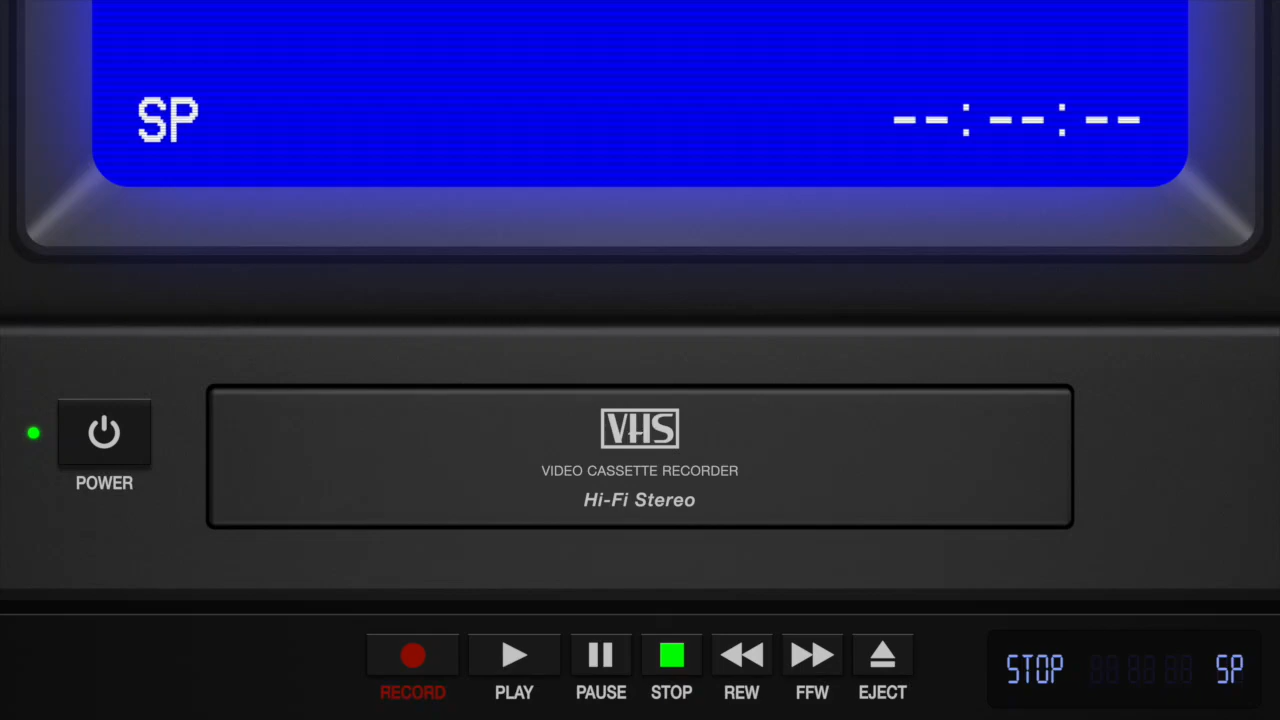 SP --:--:--
VHS
VIDEO CASSETTE RECORDER
Hi-Fi Stereo
POWER
RECORD PLAY PAUSE STOP REW FFW EJECT
STOP SP